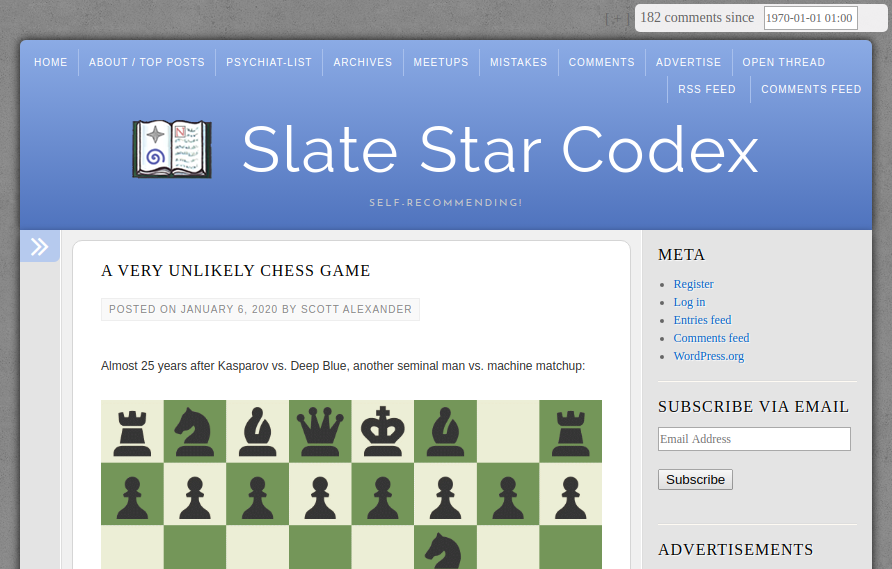 [ + ]
182 comments since 1970-01-01 01:00
HOME ABOUT / TOP POSTS PSYCHIAT-LIST ARCHIVES MEETUPS MISTAKES COMMENTS ADVERTISE OPEN THREAD
RSS FEED COMMENTS FEED
Slate Star Codex
SELF-RECOMMENDING!
A VERY UNLIKELY CHESS GAME
POSTED ON JANUARY 6, 2020 BY SCOTT ALEXANDER
Almost 25 years after Kasparov vs. Deep Blue, another seminal man vs. machine matchup:
META
Register
Log in
Entries feed
Comments feed
WordPress.org
SUBSCRIBE VIA EMAIL
Email Address
Subscribe
ADVERTISEMENTS